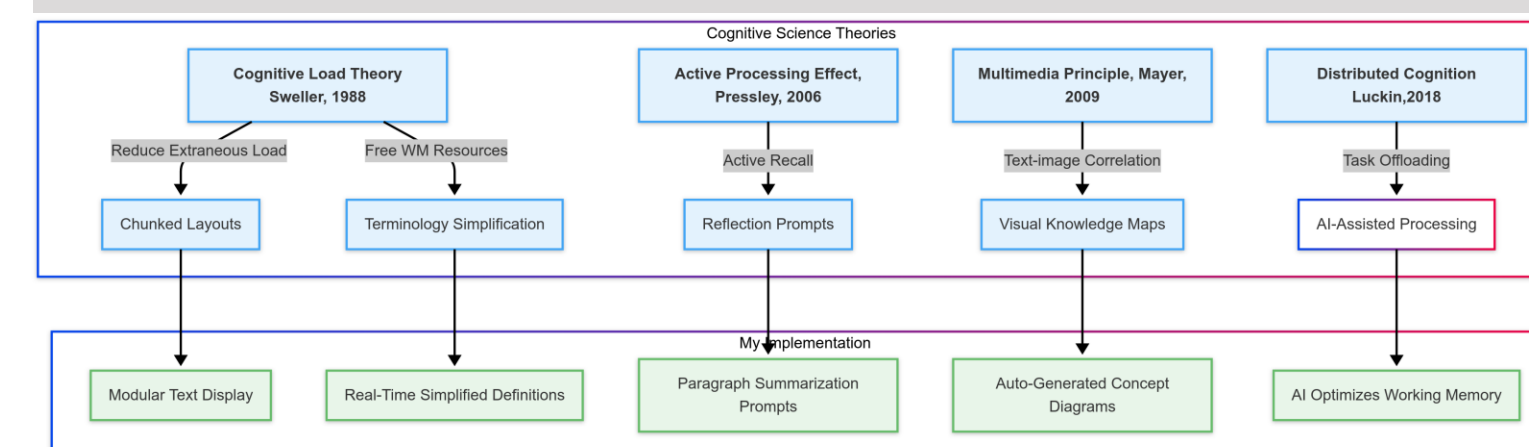 Cognitive Science Theories
Cognitive Load Theory
Sweller, 1988
Active Processing Effect,
Pressley, 2006
Multimedia Principle, Mayer,
2009
Distributed Cognition
Luckin,2018
Reduce Extraneous Load
Free WM Resources
Active Recall
Text-image Correlation
Task Offloading
Chunked Layouts
Terminology Simplification
Reflection Prompts
Visual Knowledge Maps
AI-Assisted Processing
My Implementation
Modular Text Display
Real-Time Simplified Definitions
Paragraph Summarization
Prompts
Auto-Generated Concept
Diagrams
AI Optimizes Working Memory